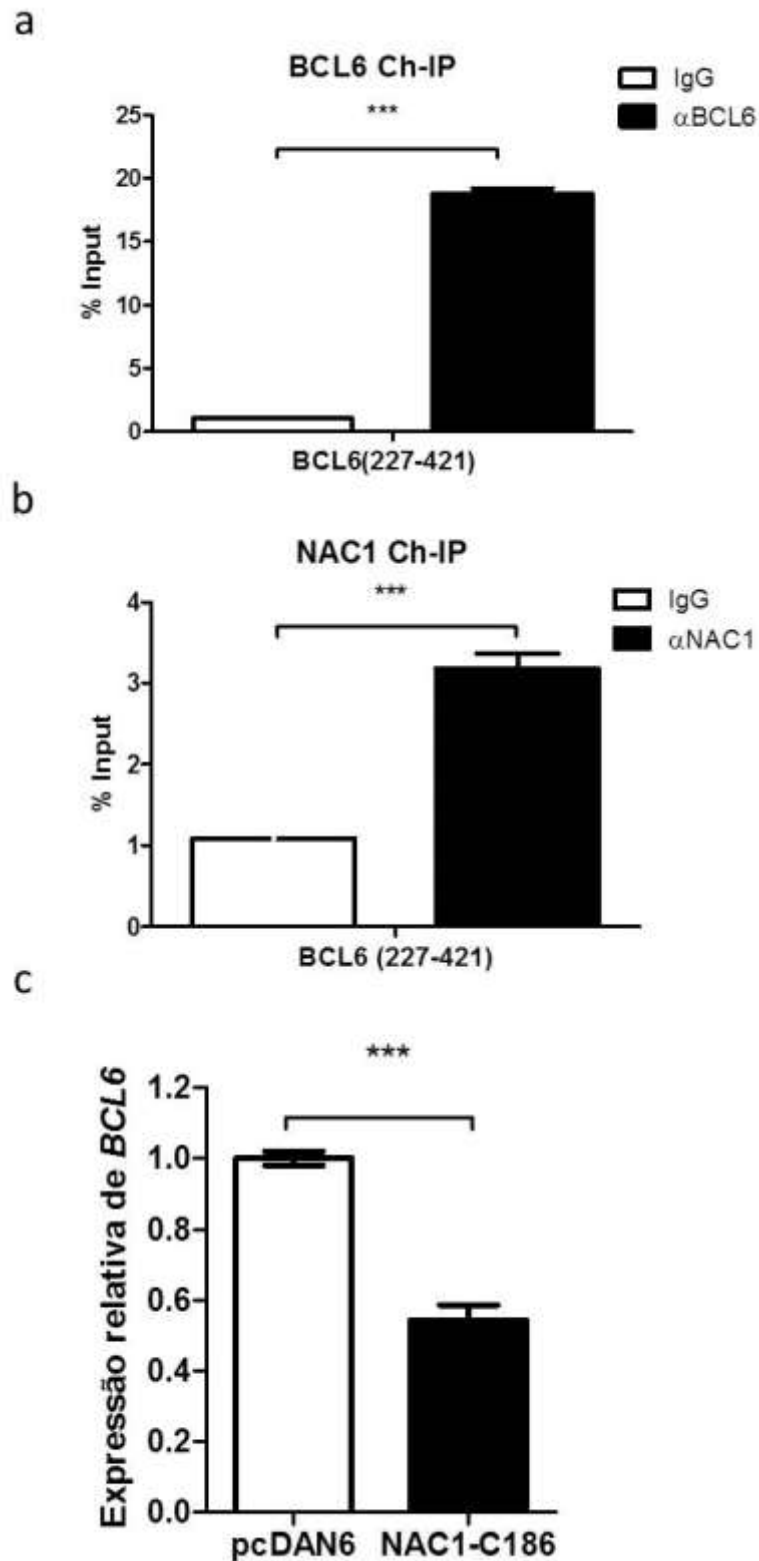 a
BCL6 Ch-IP
IgG
αBCL6
***
25
20
15
10
5
0
% Input
BCL6(227-421)
b
NAC1 Ch-IP
IgG
αNAC1
***
4
3
2
1
0
% Input
BCL6 (227-421)
c
***
1.2
1.0
0.8
0.6
0.4
0.2
0.0
Expressão relativa de BCL6
pcDAN6 NAC1-C186